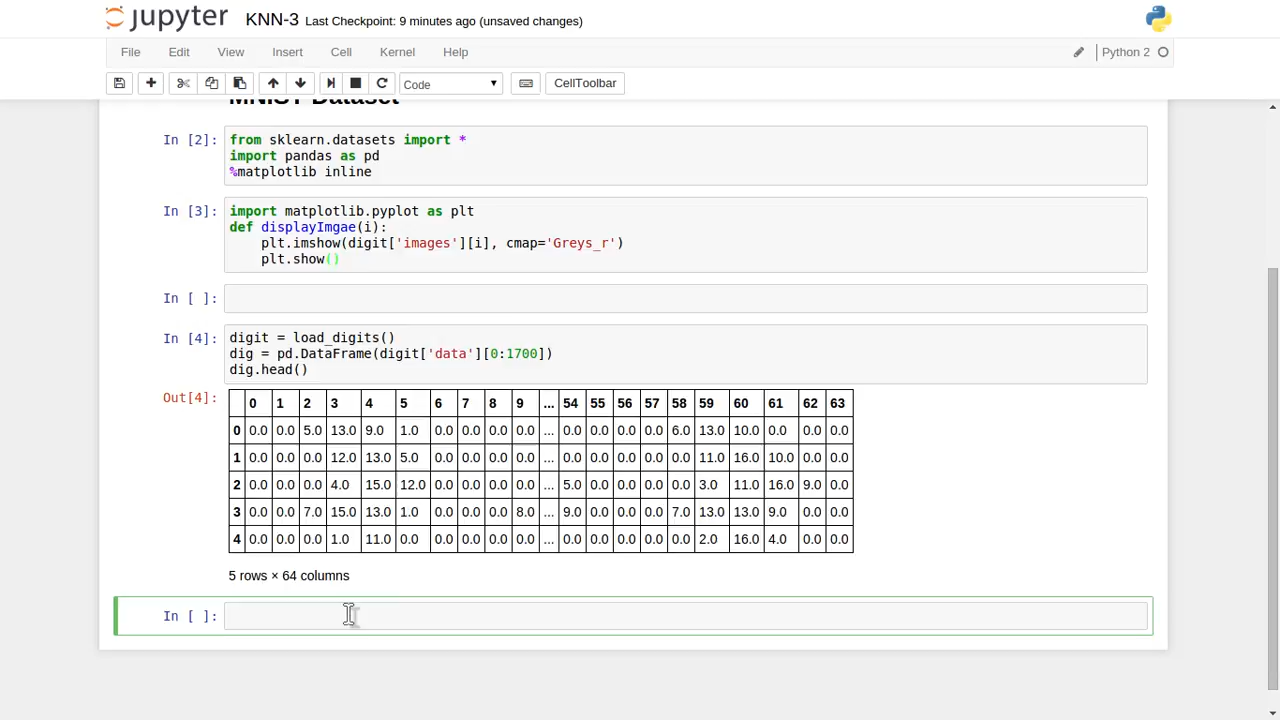 jupyter KNN-3 Last Checkpoint: 9 minutes ago (unsaved changes)
File Edit View Insert Cell Kernel Help Python 2
Code CellToolbar
MNIST Dataset
In [2]: from sklearn.datasets import *
import pandas as pd
%matplotlib inline
In [3]: import matplotlib.pyplot as plt
def displayImgae(i):
    plt.imshow(digit['images'][i], cmap='Greys_r')
    plt.show()
In [ ]:
In [4]: digit = load_digits()
dig = pd.DataFrame(digit['data'][0:1700])
dig.head()
Out[4]: 0 1 2 3 4 5 6 7 8 9 ... 54 55 56 57 58 59 60 61 62 63
0 0.0 0.0 5.0 13.0 9.0 1.0 0.0 0.0 0.0 0.0 ... 0.0 0.0 0.0 0.0 6.0 13.0 10.0 0.0 0.0 0.0
1 0.0 0.0 0.0 12.0 13.0 5.0 0.0 0.0 0.0 0.0 ... 0.0 0.0 0.0 0.0 0.0 11.0 16.0 10.0 0.0 0.0
2 0.0 0.0 0.0 4.0 15.0 12.0 0.0 0.0 0.0 0.0 ... 5.0 0.0 0.0 0.0 0.0 3.0 11.0 16.0 9.0 0.0
3 0.0 0.0 7.0 15.0 13.0 1.0 0.0 0.0 0.0 8.0 ... 9.0 0.0 0.0 0.0 7.0 13.0 13.0 9.0 0.0 0.0
4 0.0 0.0 0.0 1.0 11.0 0.0 0.0 0.0 0.0 0.0 ... 0.0 0.0 0.0 0.0 0.0 2.0 16.0 4.0 0.0 0.0
5 rows × 64 columns
In [ ]: